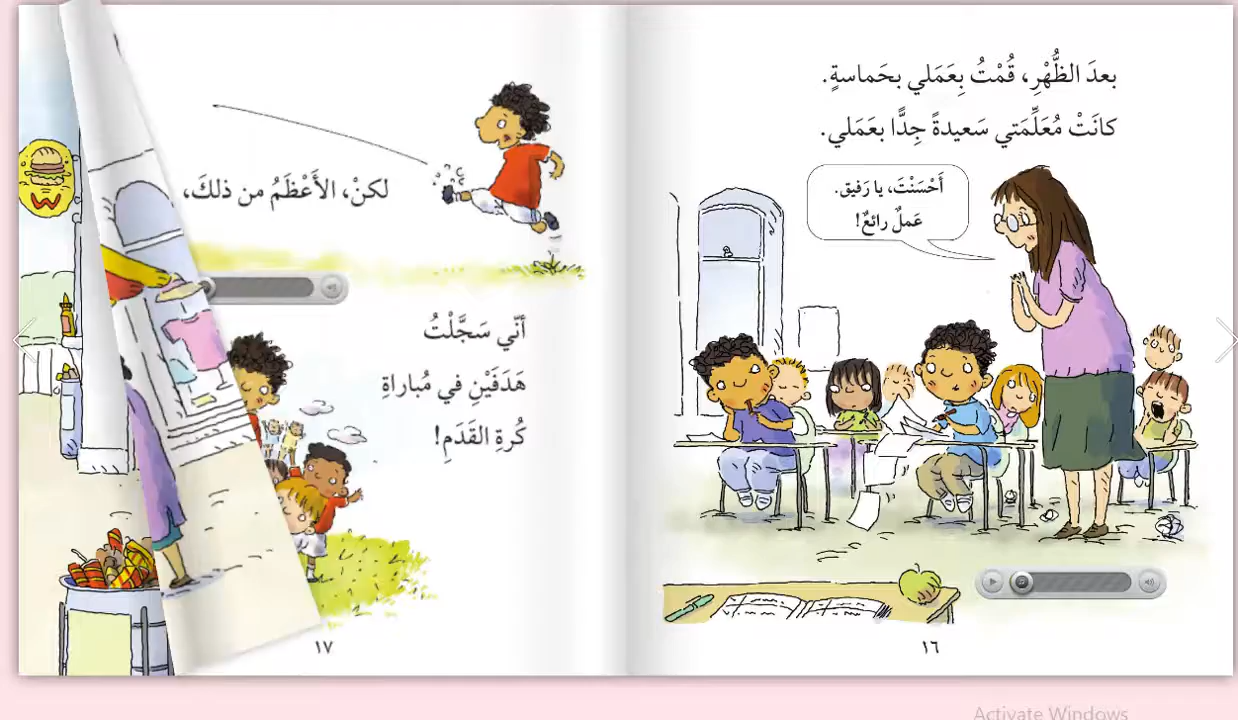 بعدَ الظُّهْرِ، قُمْتُ بِعَمَلي بحَماسةٍ.
كانَتْ مُعَلِّمَتي سَعيدةً جِدًّا بعَمَلي.
أَحْسَنْتَ، يا رَفيق.
عَملٌ رائعٌ!
١٦
لكنْ، الأَعْظَمُ من ذلكَ،
أنّي سَجَّلْتُ
هَدَفَيْنِ في مُباراةِ
كُرةِ القَدَمِ!
١٧
Activate Windows